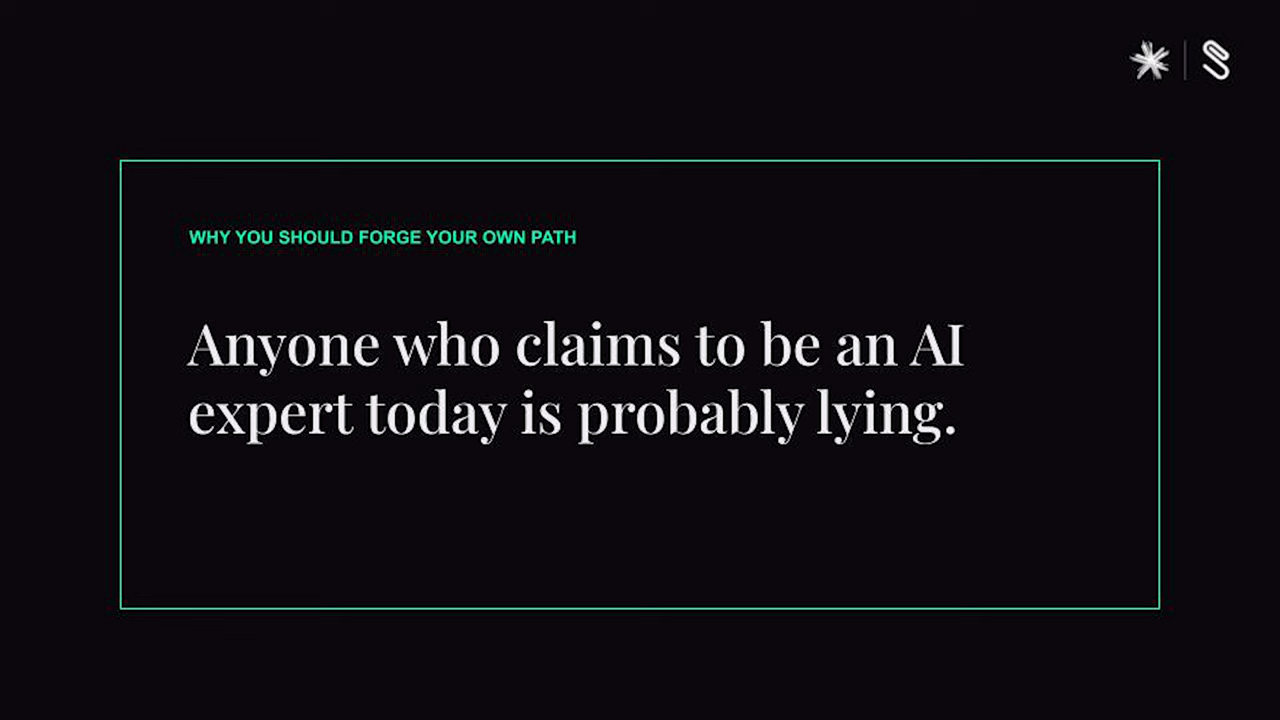 WHY YOU SHOULD FORGE YOUR OWN PATH
Anyone who claims to be an AI
expert today is probably lying.